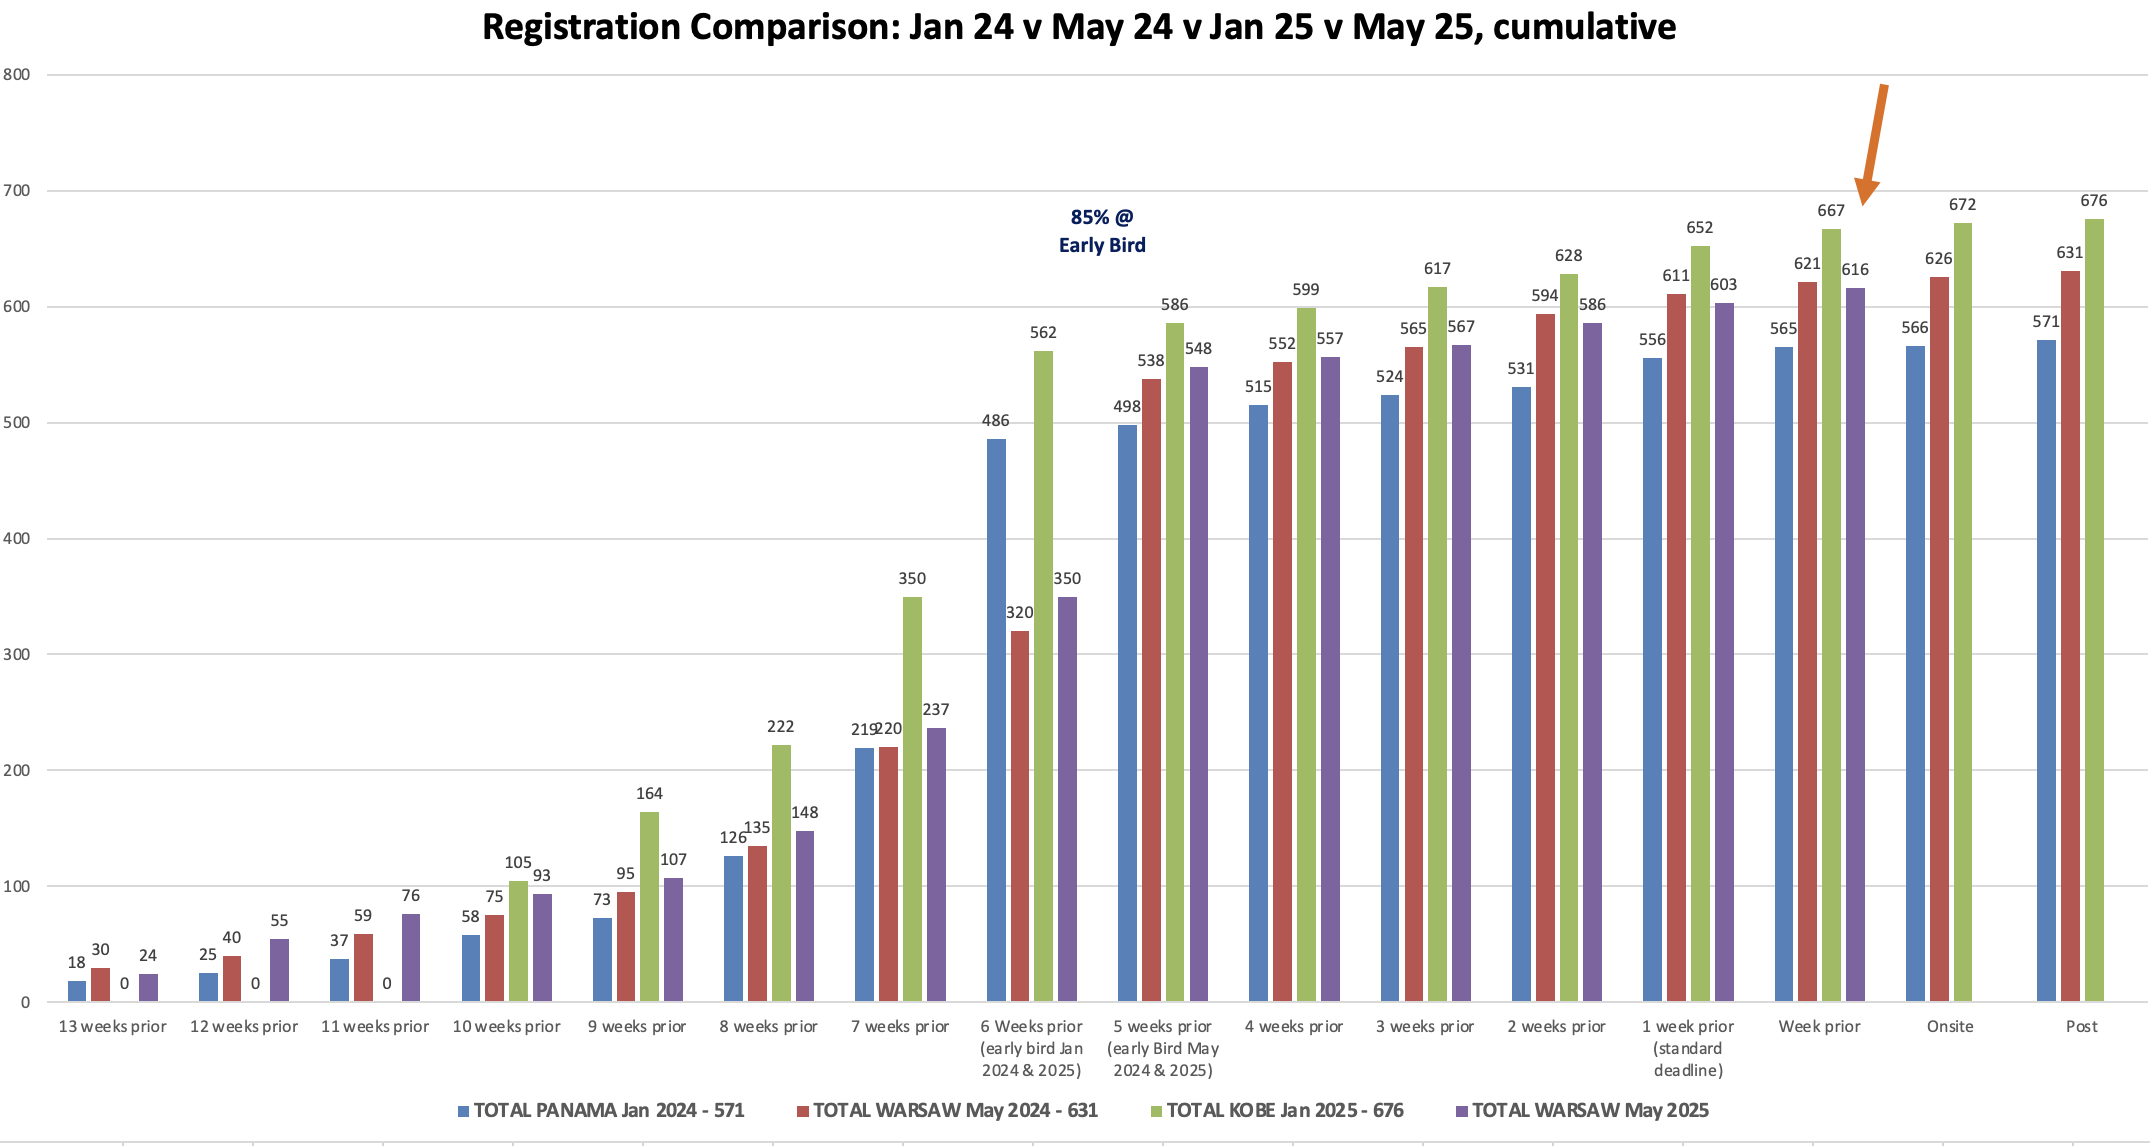 Registration Comparison: Jan 24 v May 24 v Jan 25 v May 25, cumulative
800
700
600
500
400
300
200
100
0
85% @
Early Bird
18 30 0 24
25 40 0 55
37 59 0 76
58 75 105 93
73 95 164 107
126 135 222 148
219 220 350 237
486 320 562 350
498 538 586 548
515 552 599 557
524 565 617 567
531 594 628 586
556 611 652 603
565 621 667 616
566 626 672
571 631 676
13 weeks prior
12 weeks prior
11 weeks prior
10 weeks prior
9 weeks prior
8 weeks prior
7 weeks prior
6 Weeks prior
(early bird Jan
2024 & 2025)
5 weeks prior
(early Bird May
2024 & 2025)
4 weeks prior
3 weeks prior
2 weeks prior
1 week prior
(standard
deadline)
Week prior
Onsite
Post
TOTAL PANAMA Jan 2024 - 571
TOTAL WARSAW May 2024 - 631
TOTAL KOBE Jan 2025 - 676
TOTAL WARSAW May 2025